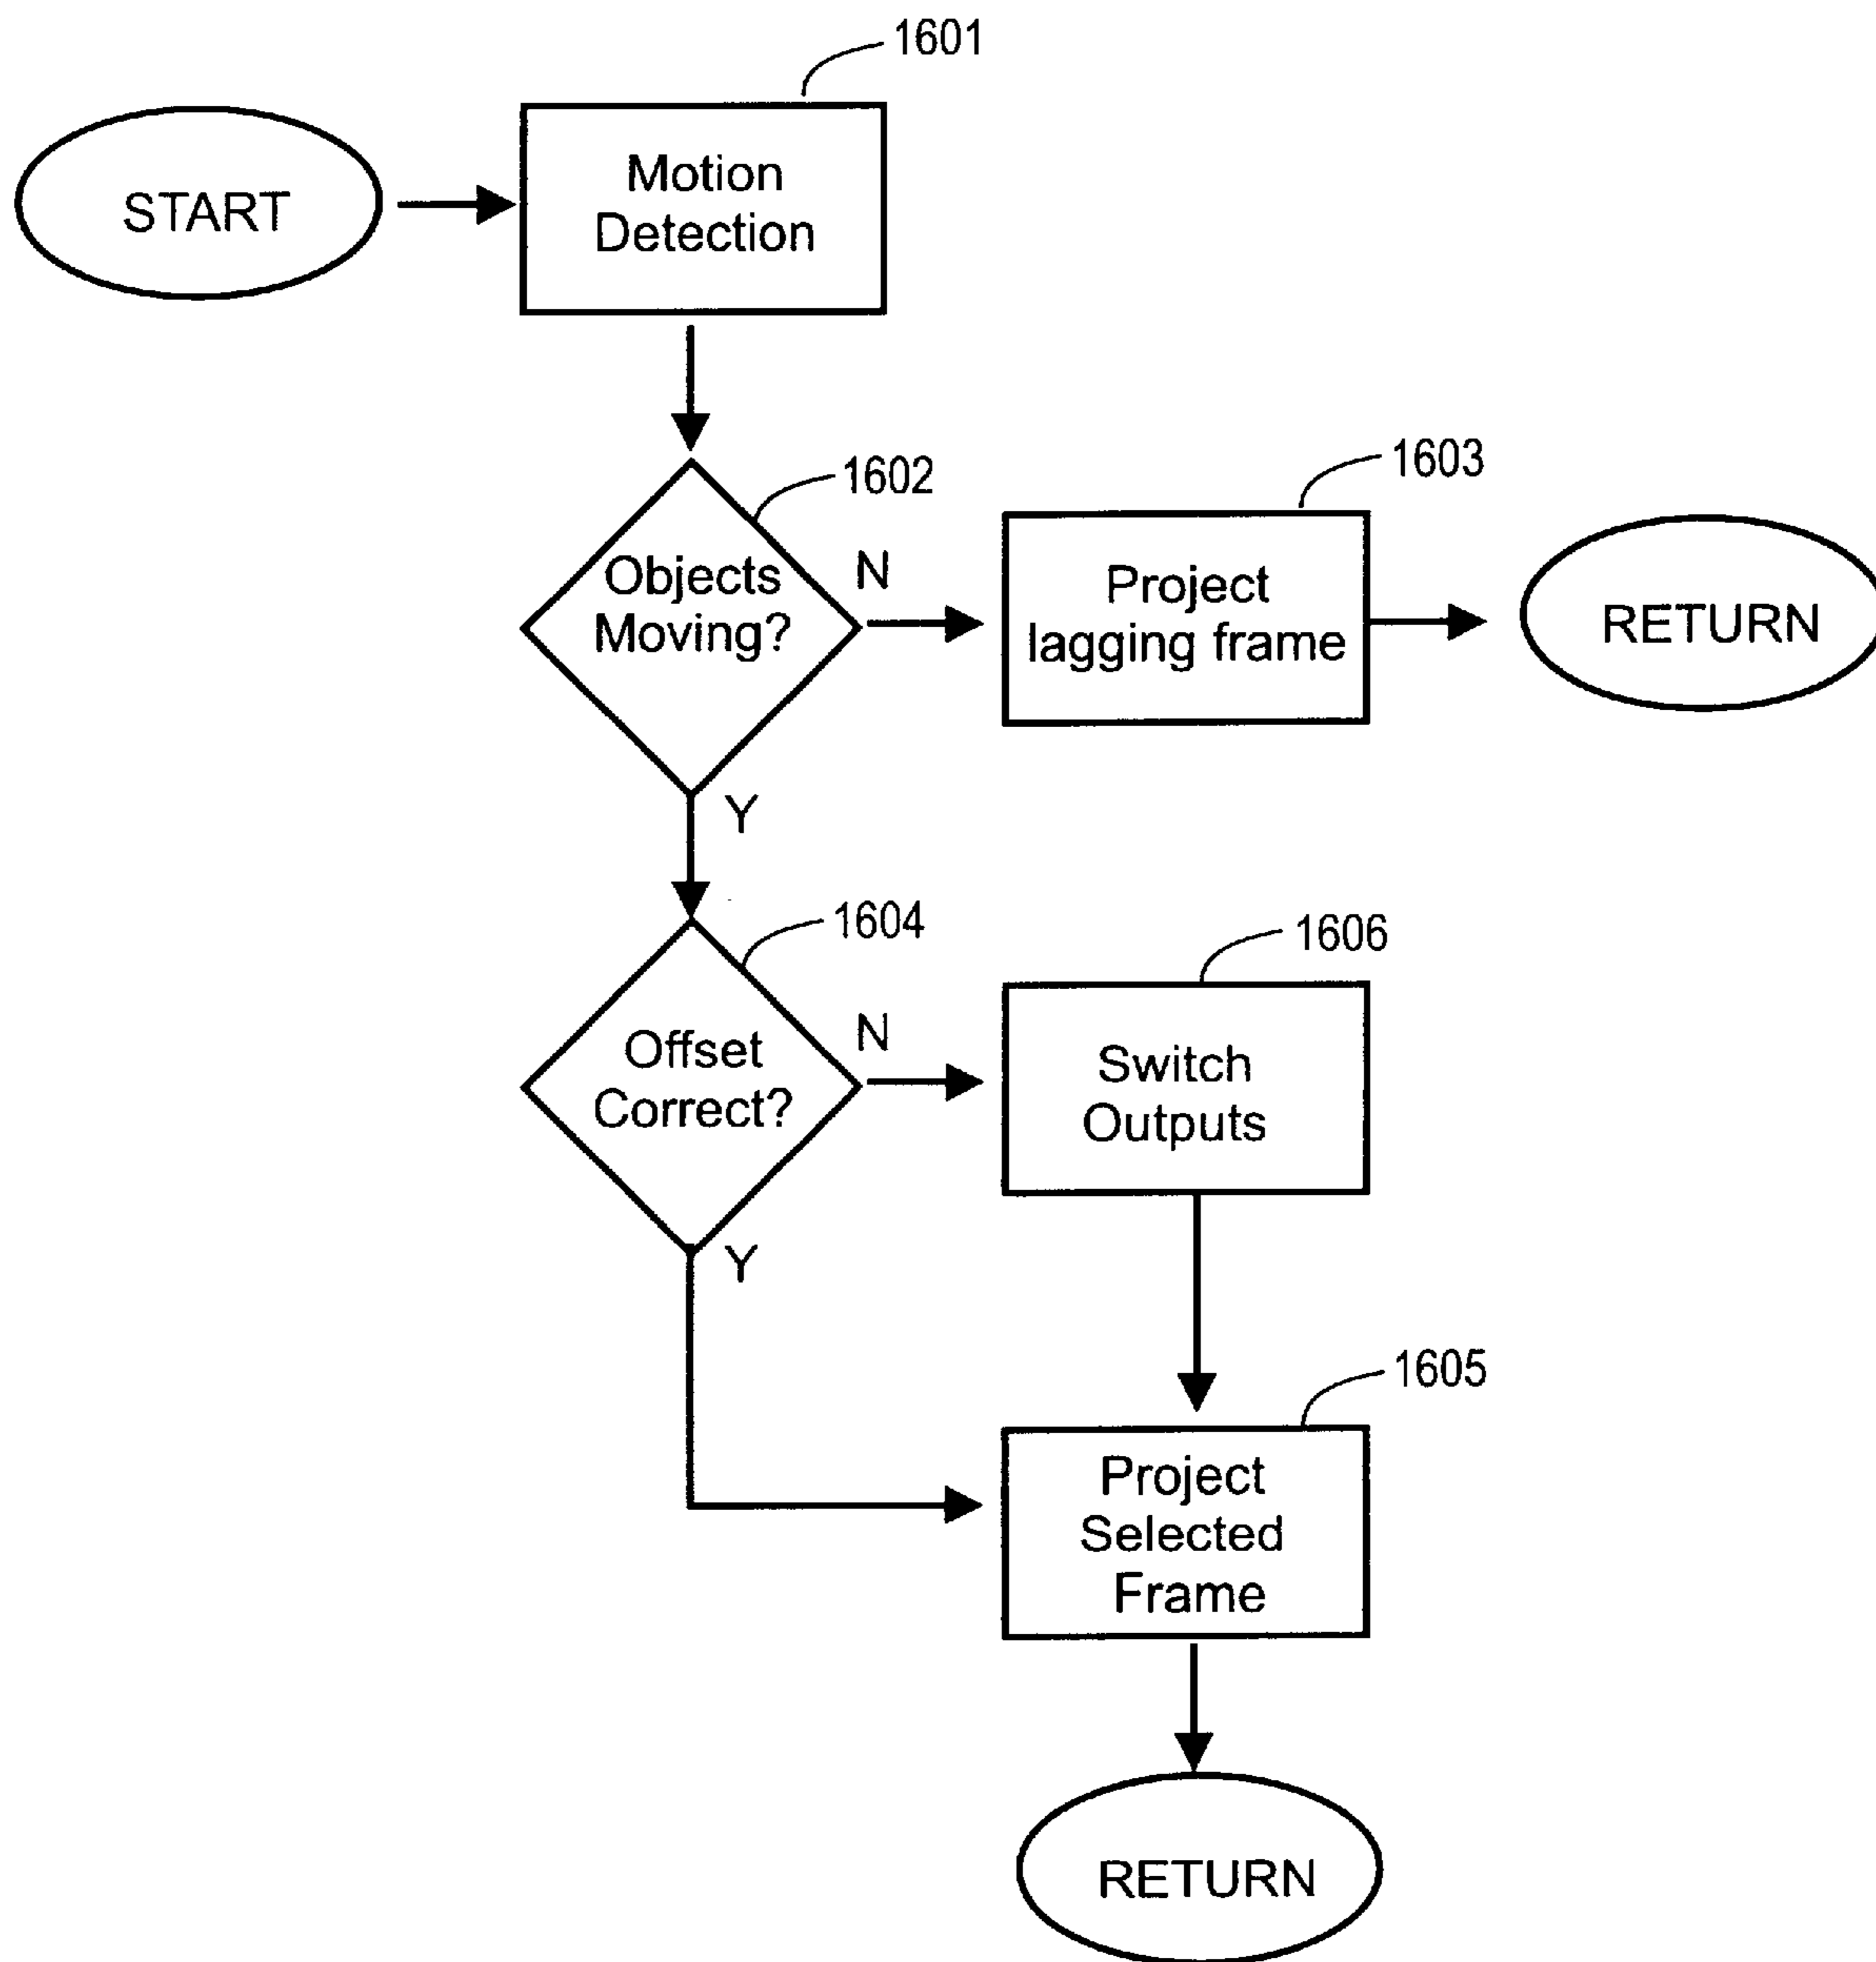 1601
START
Motion
Detection
1602
Objects
Moving?
N
1603
Project
lagging frame
RETURN
Y
1604
Offset
Correct?
N
1606
Switch
Outputs
Y
1605
Project
Selected
Frame
RETURN